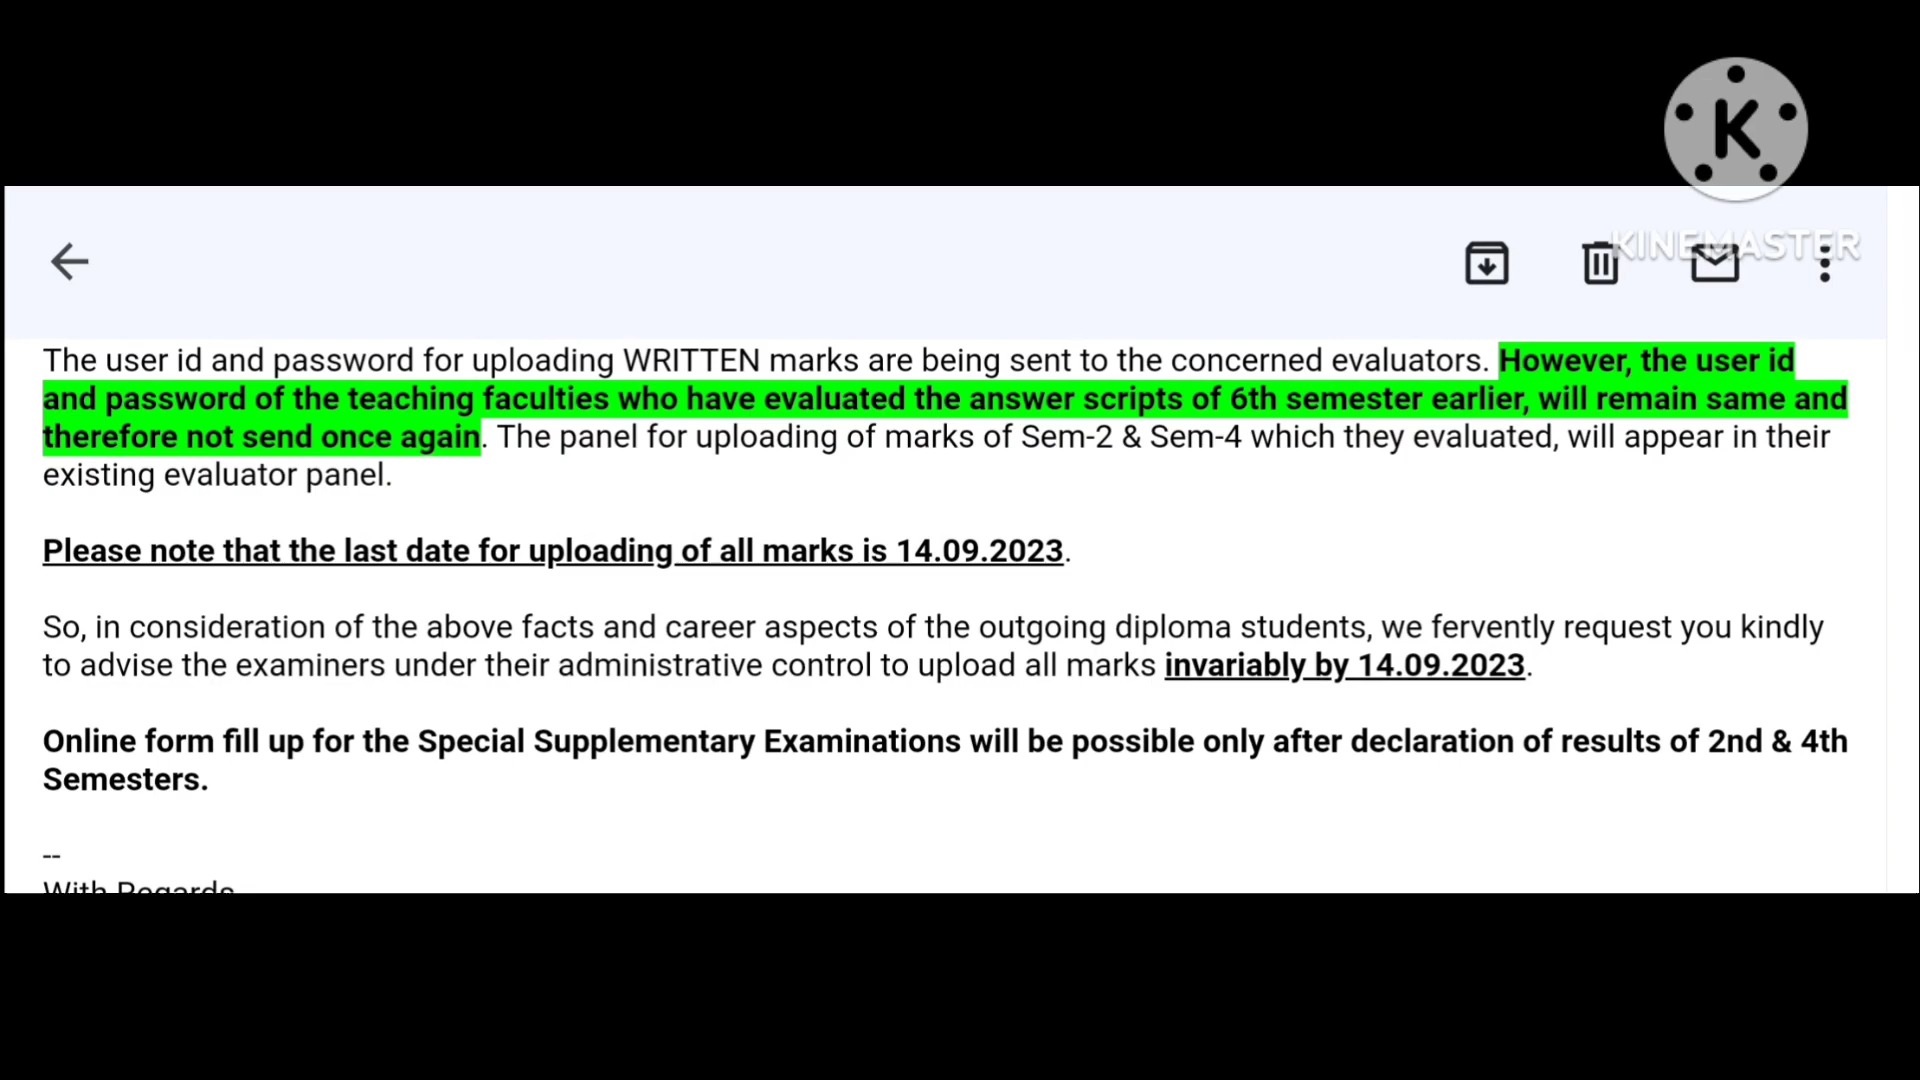 K
KINEMASTER
The user id and password for uploading WRITTEN marks are being sent to the concerned evaluators. However, the user id
and password of the teaching faculties who have evaluated the answer scripts of 6th semester earlier, will remain same and
therefore not send once again. The panel for uploading of marks of Sem-2 & Sem-4 which they evaluated, will appear in their
existing evaluator panel.
Please note that the last date for uploading of all marks is 14.09.2023.
So, in consideration of the above facts and career aspects of the outgoing diploma students, we fervently request you kindly
to advise the examiners under their administrative control to upload all marks invariably by 14.09.2023.
Online form fill up for the Special Supplementary Examinations will be possible only after declaration of results of 2nd & 4th
Semesters.
--
With Regards